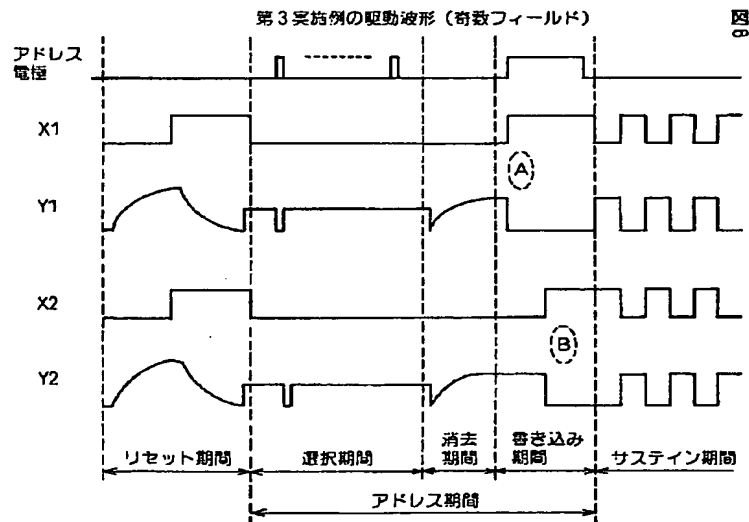 第3実施例の駆動波形（奇数フィールド）
図8
アドレス
電極
X1
A
Y1
X2
B
Y2
リセット期間
選択期間
消去
期間
書き込み
期間
サステイン期間
アドレス期間